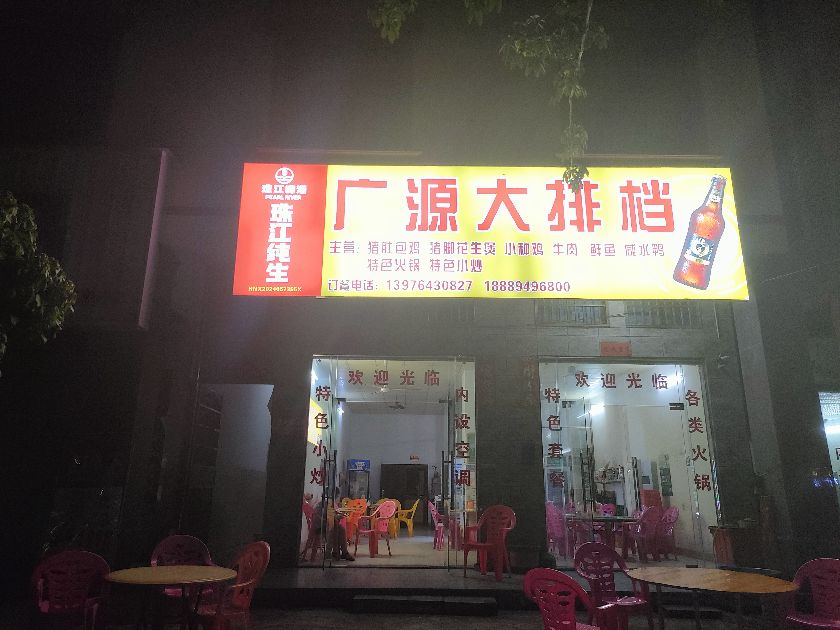 珠江啤酒
PEARL RIVER
珠江纯生
广源大排档
主营：猪肚包鸡 猪脚花生煲 小种鸡 牛肉 鲜鱼 咸水鸭
特色火锅 特色小炒
订餐电话：13976430827 18889496800
欢迎光临
特色小炒
内设空调
欢迎光临
特色套餐
各类火锅